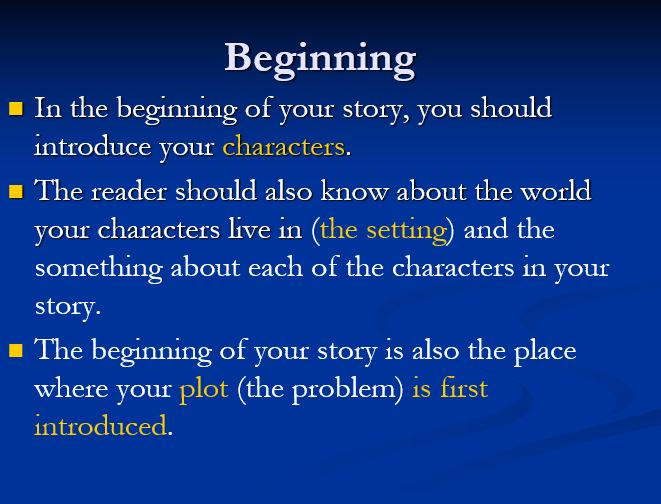 Beginning
In the beginning of your story, you should
introduce your characters.
The reader should also know about the world
your characters live in (the setting) and the
something about each of the characters in your
story.
The beginning of your story is also the place
where your plot (the problem) is first
introduced.